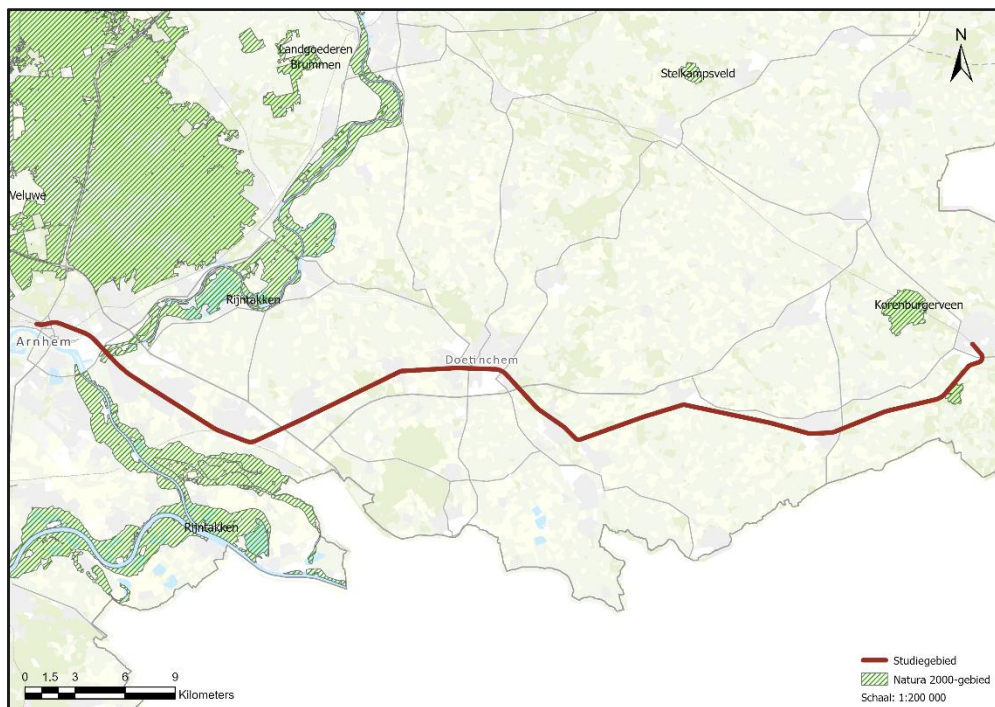 Landgoederen
Brummen
Stelkampsveld
N
Veluwe
Rijntakken
Korenburgerveen
Arnhem
Doetinchem
Rijntakken
0 1.5 3 6 9
Kilometers
Studiegebied
Natura 2000-gebied
Schaal: 1:200 000